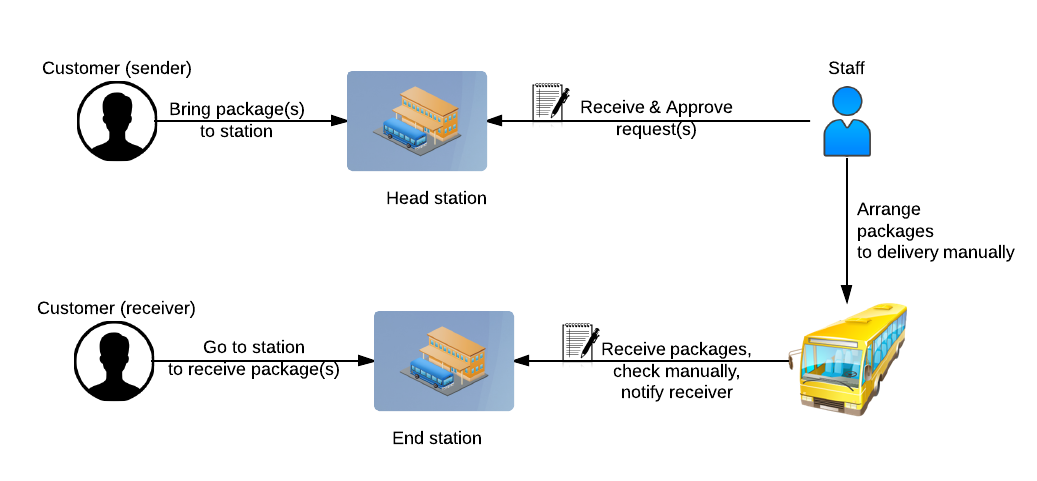 Customer (sender)
Staff
Bring package(s)
to station
Receive & Approve
request(s)
Head station
Arrange
packages
to delivery manually
Customer (receiver)
Go to station
to receive package(s)
Receive packages,
check manually,
notify receiver
End station